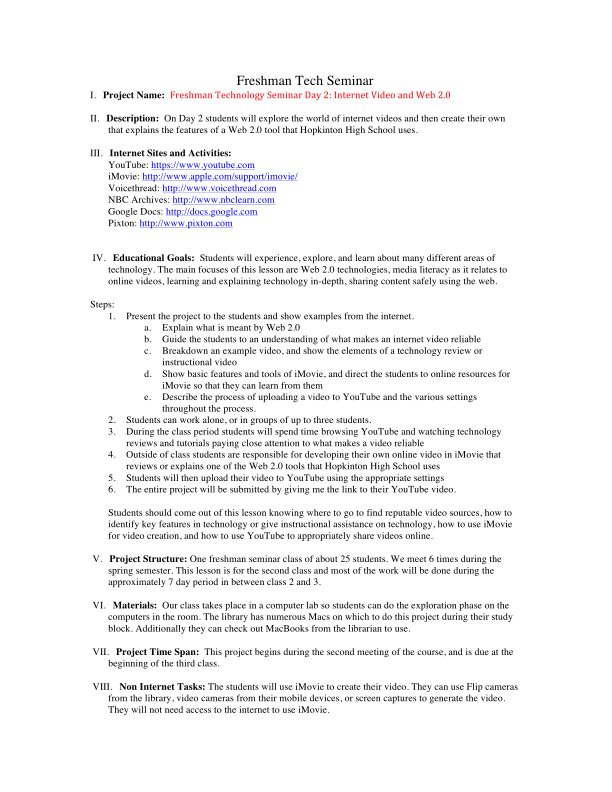 Freshman Tech Seminar
I. Project Name: Freshman Technology Seminar Day 2: Internet Video and Web 2.0
II. Description: On Day 2 students will explore the world of internet videos and then create their own
that explains the features of a Web 2.0 tool that Hopkinton High School uses.
III. Internet Sites and Activities:
YouTube: https://www.youtube.com
iMovie: http://www.apple.com/support/imovie/
Voicethread: http://www.voicethread.com
NBC Archives: http://www.nbclearn.com
Google Docs: http://docs.google.com
Pixton: http://www.pixton.com
IV. Educational Goals: Students will experience, explore, and learn about many different areas of
technology. The main focuses of this lesson are Web 2.0 technologies, media literacy as it relates to
online videos, learning and explaining technology in-depth, sharing content safely using the web.
Steps:
1. Present the project to the students and show examples from the internet.
a. Explain what is meant by Web 2.0
b. Guide the students to an understanding of what makes an internet video reliable
c. Breakdown an example video, and show the elements of a technology review or
instructional video
d. Show basic features and tools of iMovie, and direct the students to online resources for
iMovie so that they can learn from them
e. Describe the process of uploading a video to YouTube and the various settings
throughout the process.
2. Students can work alone, or in groups of up to three students.
3. During the class period students will spend time browsing YouTube and watching technology
reviews and tutorials paying close attention to what makes a video reliable
4. Outside of class students are responsible for developing their own online video in iMovie that
reviews or explains one of the Web 2.0 tools that Hopkinton High School uses
5. Students will then upload their video to YouTube using the appropriate settings
6. The entire project will be submitted by giving me the link to their YouTube video.
Students should come out of this lesson knowing where to go to find reputable video sources, how to
identify key features in technology or give instructional assistance on technology, how to use iMovie
for video creation, and how to use YouTube to appropriately share videos online.
V. Project Structure: One freshman seminar class of about 25 students. We meet 6 times during the
spring semester. This lesson is for the second class and most of the work will be done during the
approximately 7 day period in between class 2 and 3.
VI. Materials: Our class takes place in a computer lab so students can do the exploration phase on the
computers in the room. The library has numerous Macs on which to do this project during their study
block. Additionally they can check out MacBooks from the librarian to use.
VII. Project Time Span: This project begins during the second meeting of the course, and is due at the
beginning of the third class.
VIII. Non Internet Tasks: The students will use iMovie to create their video. They can use Flip cameras
from the library, video cameras from their mobile devices, or screen captures to generate the video.
They will not need access to the internet to use iMovie.